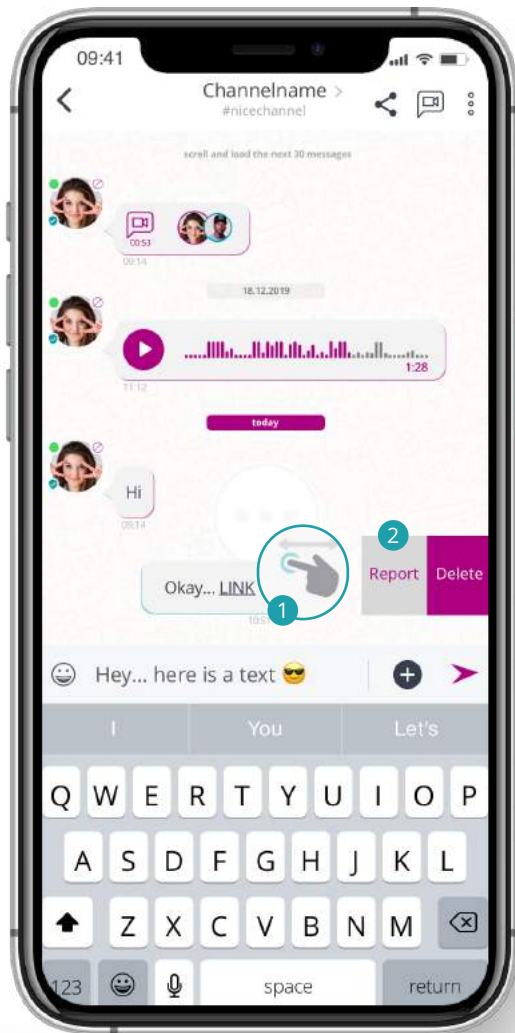 09:41
Channelname >
#nicechannel
scroll and load the next 30 messages
00:53
09:14
18.12.2019
1:28
11:12
today
Hi
09:14
2
Report Delete
Okay... LINK
1
Hey... here is a text 😎
I You Let's
Q W E R T Y U I O P
A S D F G H J K L
Z X C V B N M
123 space return